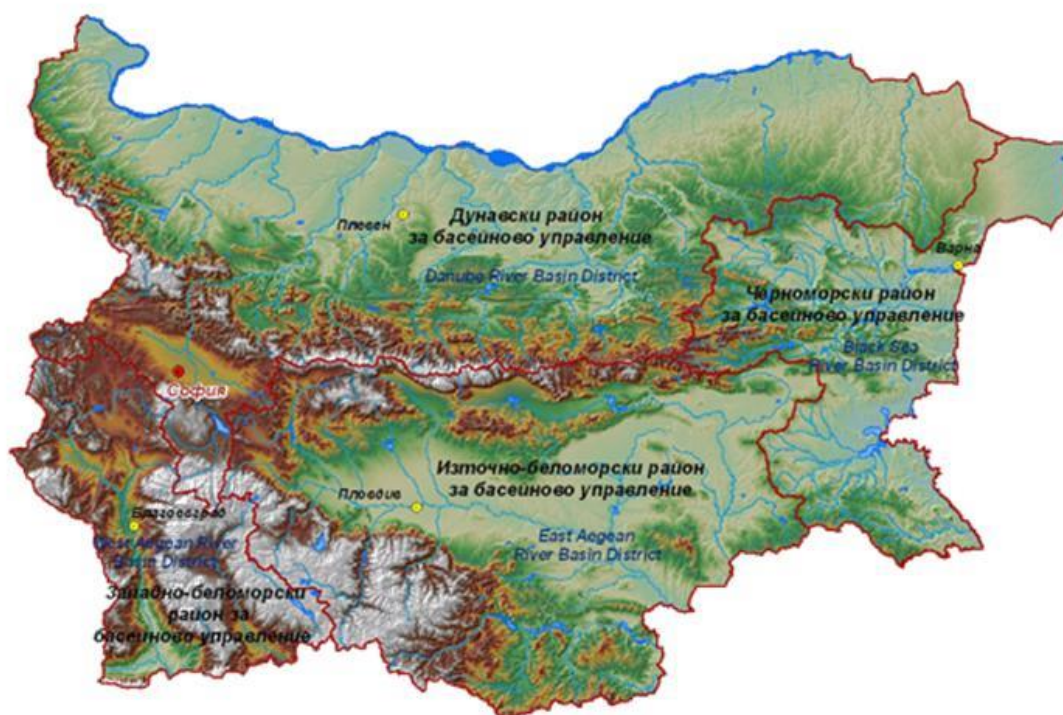 Плевен
Дунавски район
за басейново управление
Danube River Basin District
Варна
Черноморски район
за басейново управление
Black Sea
River Basin District
София
Източно-беломорски район
за басейново управление
Пловдив
East Aegean
River Basin District
Благоевград
West Aegean River
Basin District
Западно-беломорски
район за
басейново управление